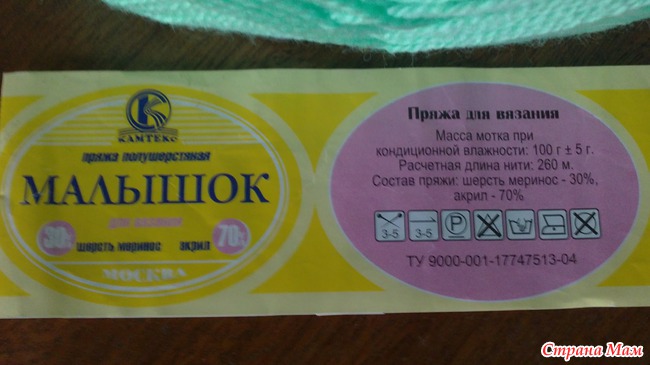 КАМТЕКС
пряжа полушерстяная
МАЛЫШОК
для вязания
30% шерсть меринос акрил 70%
МОСКВА
Пряжа для вязания
Масса мотка при
кондиционной влажности: 100 г ± 5 г.
Расчетная длина нити: 260 м.
Состав пряжи: шерсть меринос - 30%,
акрил - 70%
3-5 3-5 P
ТУ 9000-001-17747513-04
Страна Мам